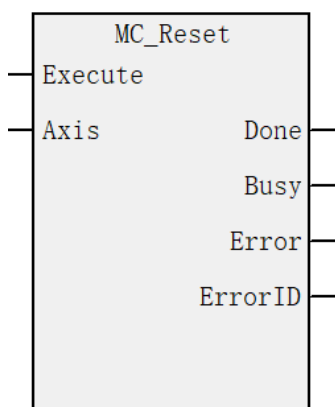 MC_Reset
Execute
Axis Done
Busy
Error
ErrorID